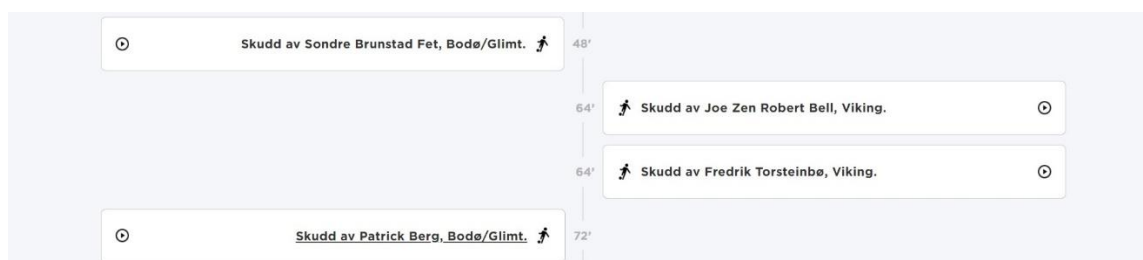 Skudd av Sondre Brunstad Fet, Bodø/Glimt.
48'
64'
Skudd av Joe Zen Robert Bell, Viking.
64'
Skudd av Fredrik Torsteinbø, Viking.
Skudd av Patrick Berg, Bodø/Glimt.
72'